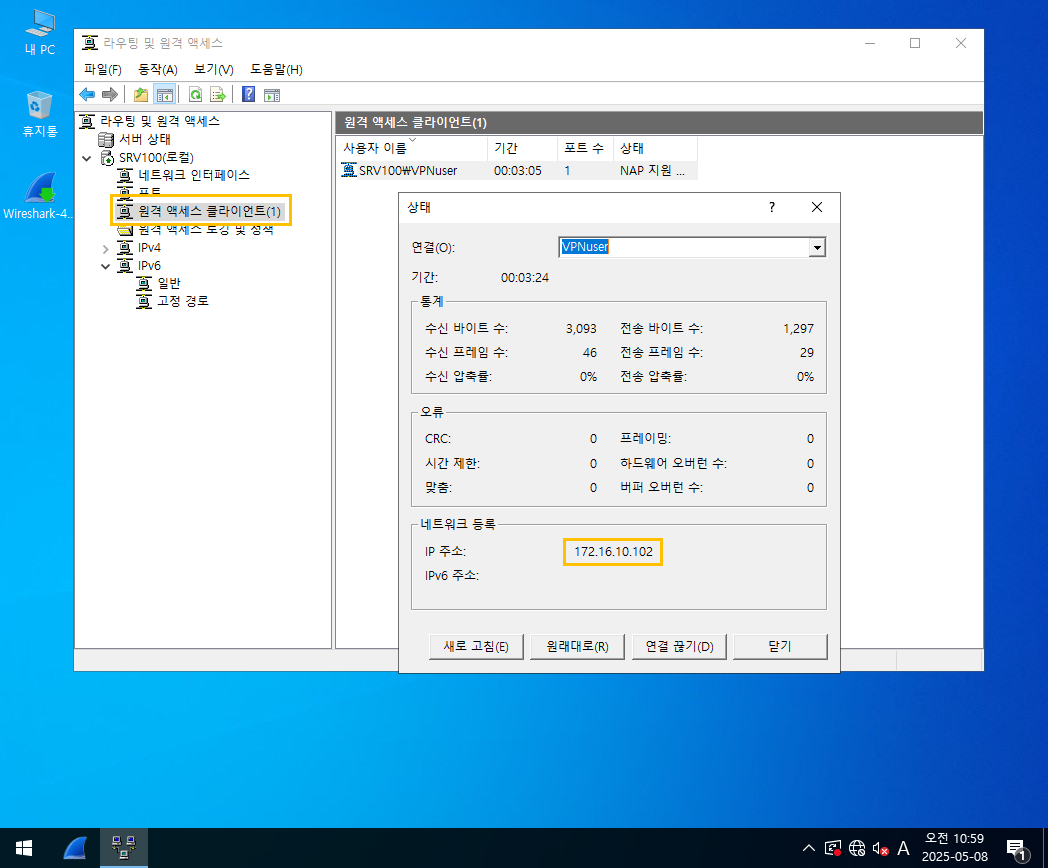 내 PC
휴지통
Wireshark-4..
라우팅 및 원격 액세스
파일(F) 동작(A) 보기(V) 도움말(H)
라우팅 및 원격 액세스
서버 상태
SRV100(로컬)
네트워크 인터페이스
포트
원격 액세스 클라이언트(1)
원격 액세스 로깅 및 정책
IPv4
IPv6
일반
고정 경로
원격 액세스 클라이언트(1)
사용자 이름 기간 포트 수 상태
SRV100₩VPNuser 00:03:05 1 NAP 지원 ...
상태 ?
연결(O): VPNuser
기간: 00:03:24
통계
수신 바이트 수: 3,093 전송 바이트 수: 1,297
수신 프레임 수: 46 전송 프레임 수: 29
수신 압축률: 0% 전송 압축률: 0%
오류
CRC: 0 프레이밍: 0
시간 제한: 0 하드웨어 오버런 수: 0
맞춤: 0 버퍼 오버런 수: 0
네트워크 등록
IP 주소: 172.16.10.102
IPv6 주소:
새로 고침(E) 원래대로(R) 연결 끊기(D) 닫기
A
오전 10:59
2025-05-08
1